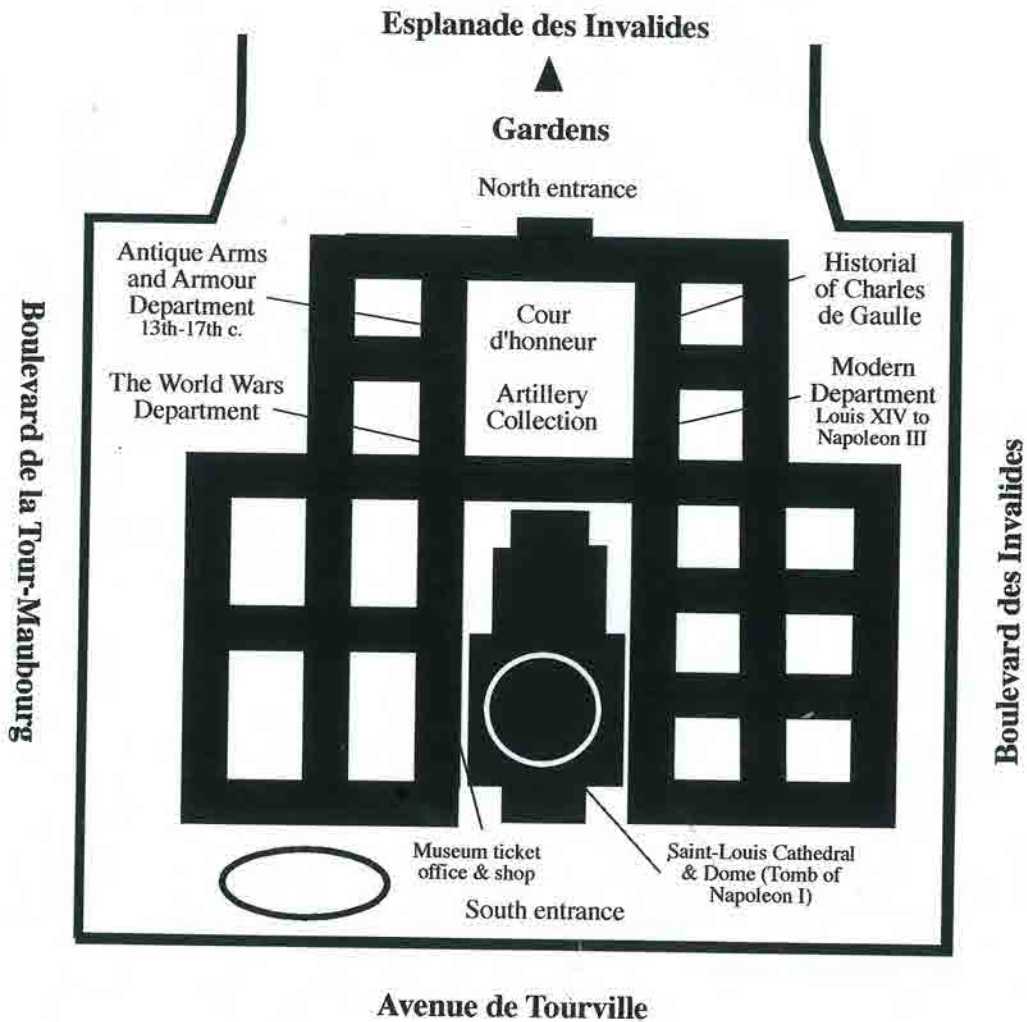 Esplanade des Invalides
Gardens
North entrance
Antique Arms
and Armour
Department
13th-17th c.
Cour
d'honneur
Historial
of Charles
de Gaulle
The World Wars
Department
Artillery
Collection
Modern
Department
Louis XIV to
Napoleon III
Boulevard de la Tour-Maubourg
Boulevard des Invalides
Museum ticket
office & shop
Saint-Louis Cathedral
& Dome (Tomb of
Napoleon I)
South entrance
Avenue de Tourville